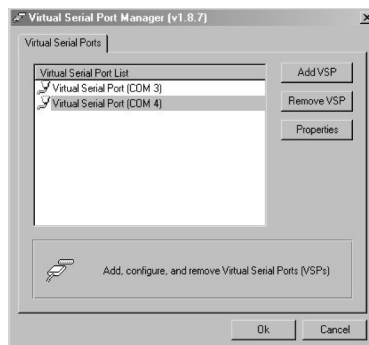 Virtual Serial Port Manager (v1.8.7)
Virtual Serial Ports
Virtual Serial Port List
Virtual Serial Port (COM 3)
Virtual Serial Port (COM 4)
Add VSP
Remove VSP
Properties
Add, configure, and remove Virtual Serial Ports (VSPs)
Ok
Cancel